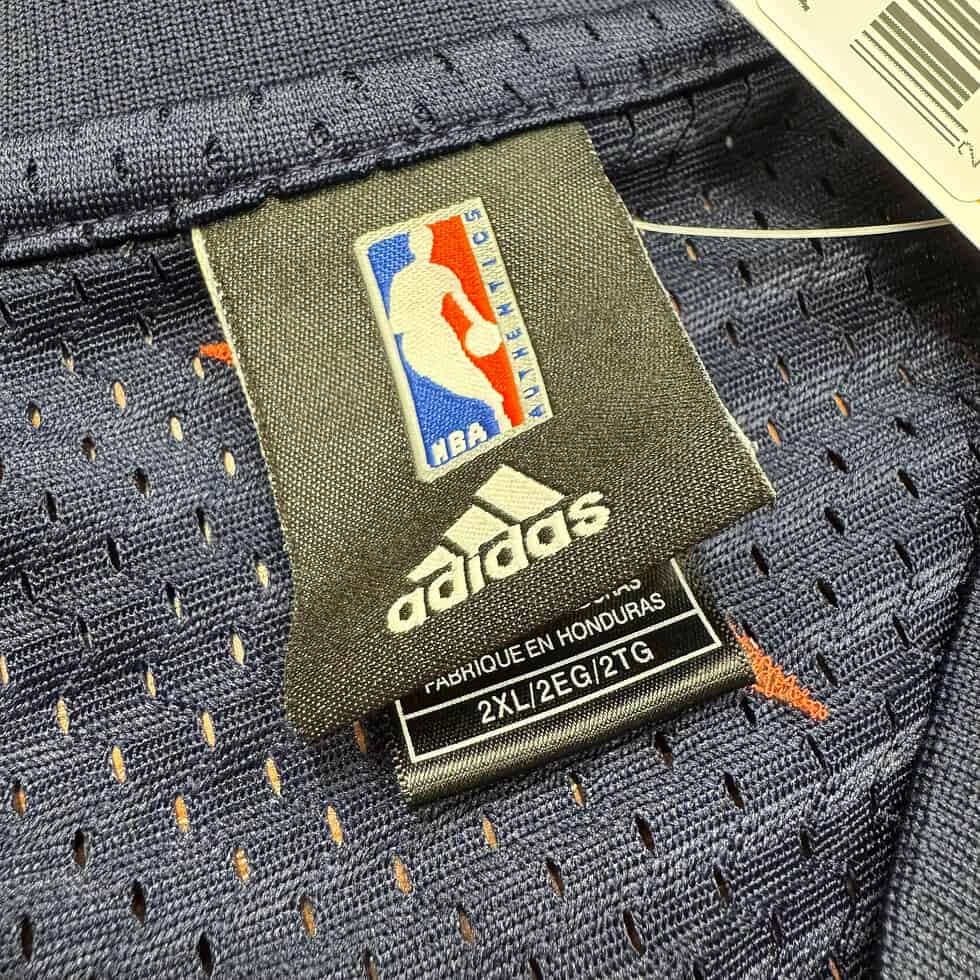 NBA
AUTHENTICS
adidas
FABRIQUE EN HONDURAS
2XL/2EG/2TG